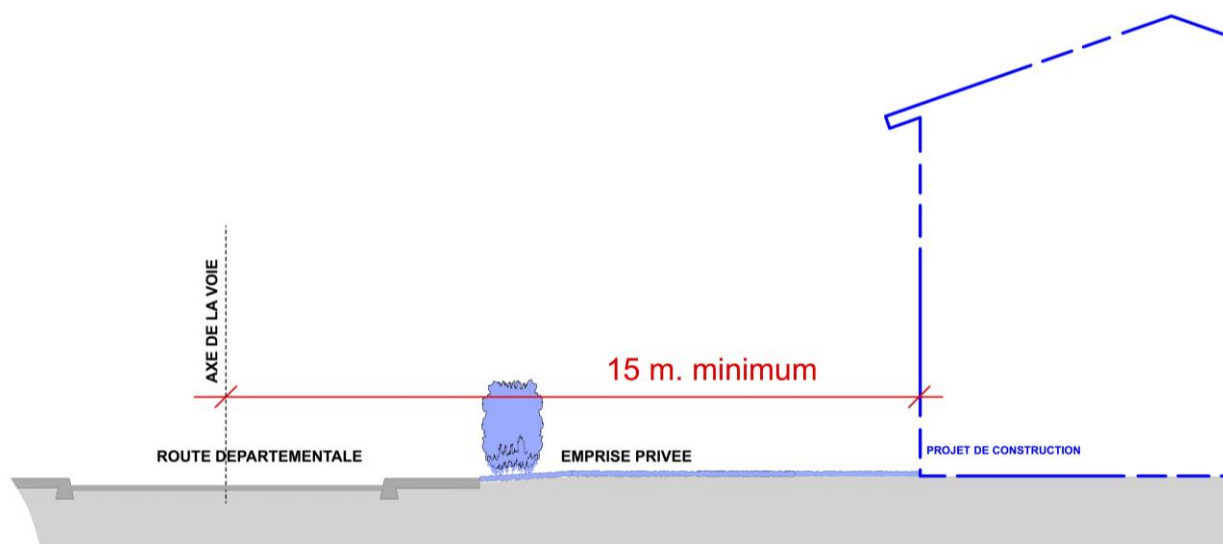 AXE DE LA VOIE
15 m. minimum
ROUTE DEPARTEMENTALE
EMPRISE PRIVEE
PROJET DE CONSTRUCTION